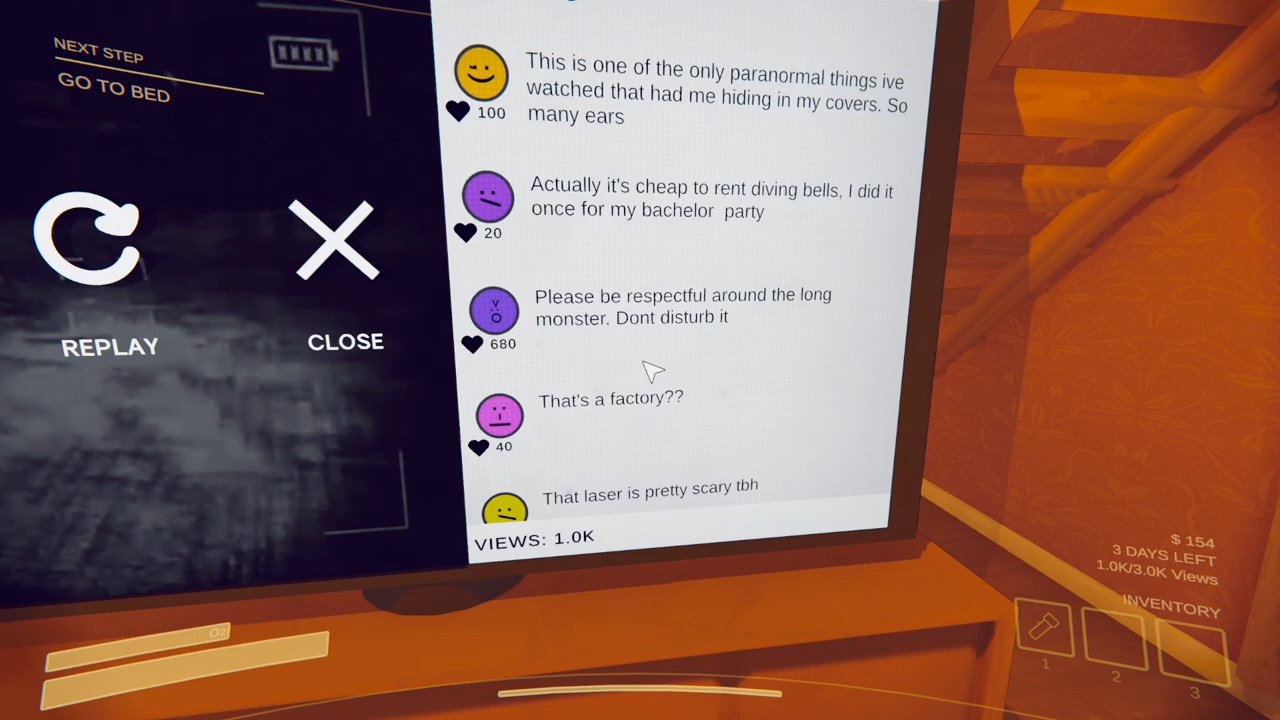 NEXT STEP
GO TO BED
REPLAY
CLOSE
This is one of the only paranormal things ive
watched that had me hiding in my covers. So
many ears
100
Actually it's cheap to rent diving bells, I did it
once for my bachelor party
20
Please be respectful around the long
monster. Dont disturb it
680
That's a factory??
40
That laser is pretty scary tbh
VIEWS: 1.0K
$ 154
3 DAYS LEFT
1.0K/3.0K Views
INVENTORY
1
2
3
O2